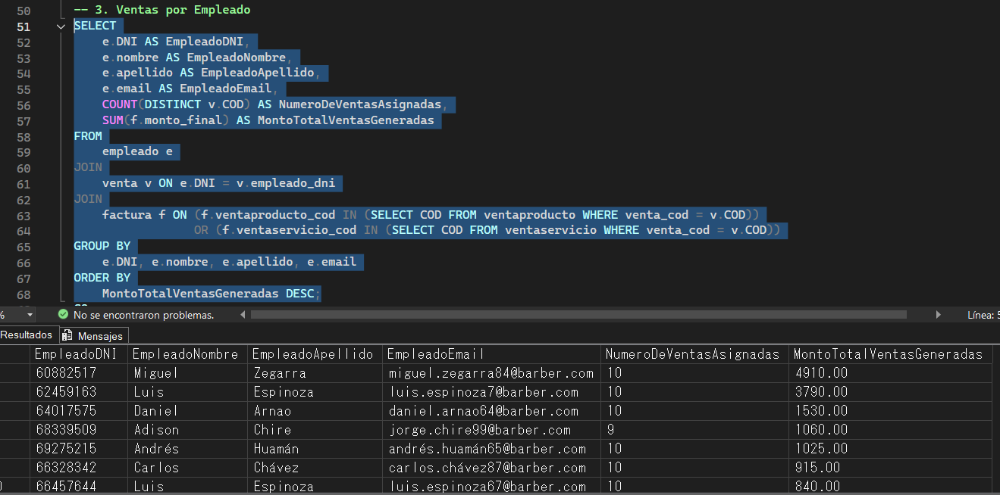 50 -- 3. Ventas por Empleado
51 SELECT
52 e.DNI AS EmpleadoDNI,
53 e.nombre AS EmpleadoNombre,
54 e.apellido AS EmpleadoApellido,
55 e.email AS EmpleadoEmail,
56 COUNT(DISTINCT v.COD) AS NumeroDeVentasAsignadas,
57 SUM(f.monto_final) AS MontoTotalVentasGeneradas
58 FROM
59 empleado e
60 JOIN
61 venta v ON e.DNI = v.empleado_dni
62 JOIN
63 factura f ON (f.ventaproducto_cod IN (SELECT COD FROM ventaproducto WHERE venta_cod = v.COD))
64 OR (f.ventaservicio_cod IN (SELECT COD FROM ventaservicio WHERE venta_cod = v.COD))
65 GROUP BY
66 e.DNI, e.nombre, e.apellido, e.email
67 ORDER BY
68 MontoTotalVentasGeneradas DESC;
% No se encontraron problemas. Línea: 5
Resultados Mensajes
EmpleadoDNI EmpleadoNombre EmpleadoApellido EmpleadoEmail NumeroDeVentasAsignadas MontoTotalVentasGeneradas
60882517 Miguel Zegarra miguel.zegarra84@barber.com 10 4910.00
62459163 Luis Espinoza luis.espinoza7@barber.com 10 3790.00
64017575 Daniel Arnao daniel.arnao64@barber.com 10 1530.00
68339509 Adison Chire jorge.chire99@barber.com 9 1060.00
69275215 Andrés Huamán andrés.huamán65@barber.com 10 1025.00
66328342 Carlos Chávez carlos.chávez87@barber.com 10 915.00
66457644 Luis Espinoza luis.espinoza67@barber.com 10 840.00